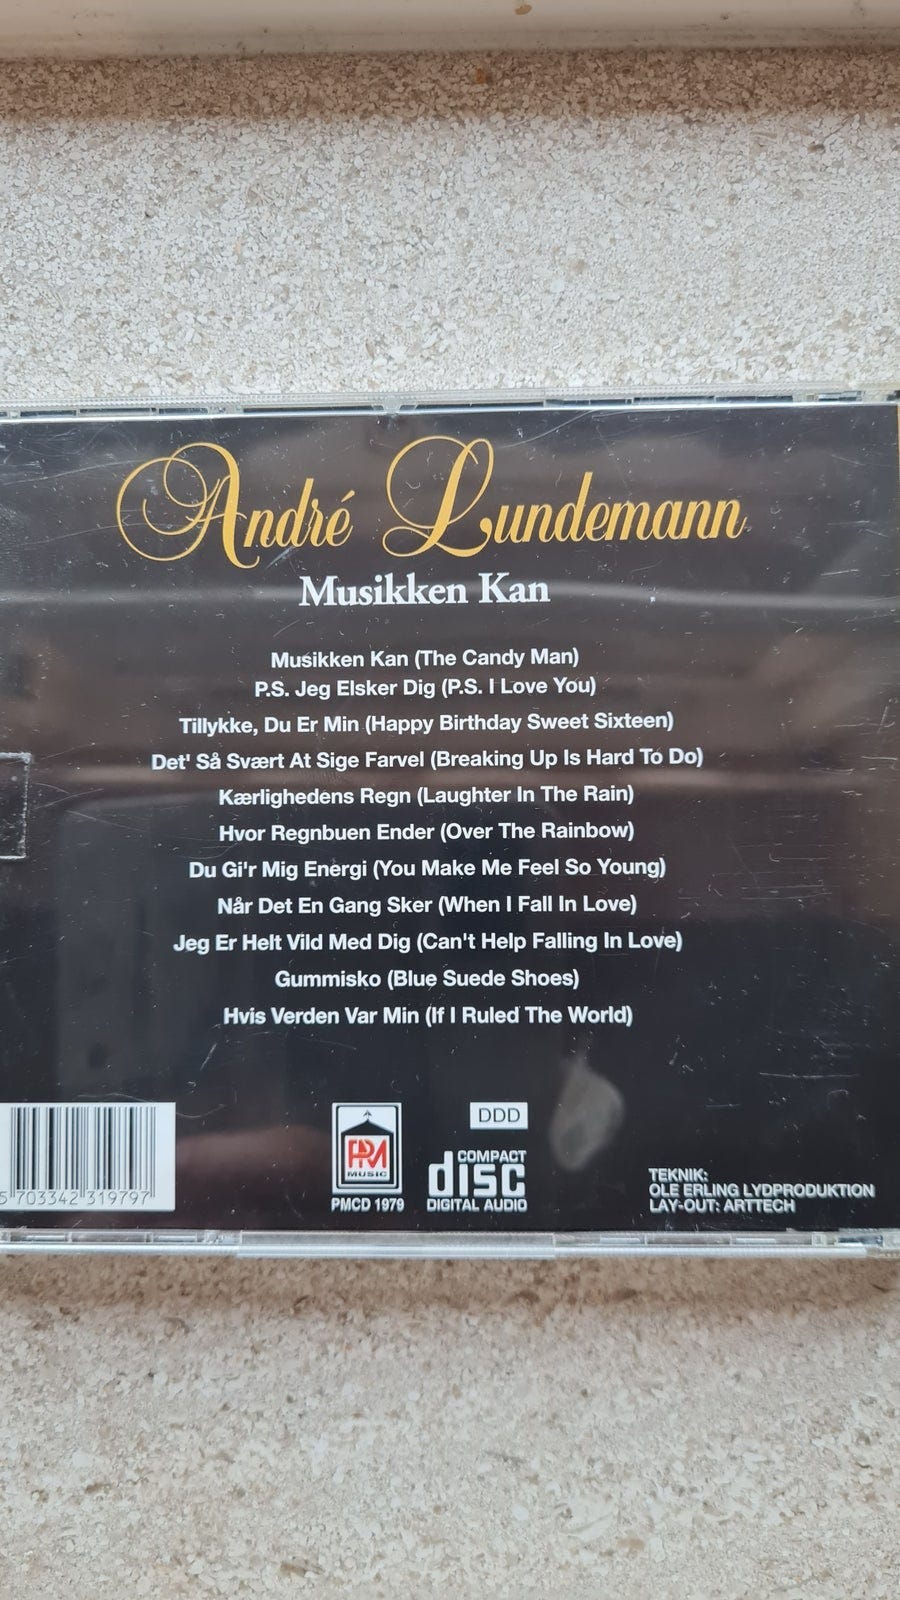 André Lundemann
Musikken Kan
Musikken Kan (The Candy Man)
P.S. Jeg Elsker Dig (P.S. I Love You)
Tillykke, Du Er Min (Happy Birthday Sweet Sixteen)
Det' Så Svært At Sige Farvel (Breaking Up Is Hard To Do)
Kærlighedens Regn (Laughter In The Rain)
Hvor Regnbuen Ender (Over The Rainbow)
Du Gi'r Mig Energi (You Make Me Feel So Young)
Når Det En Gang Sker (When I Fall In Love)
Jeg Er Helt Vild Med Dig (Can't Help Falling In Love)
Gummisko (Blue Suede Shoes)
Hvis Verden Var Min (If I Ruled The World)
5 703342 319797
PM
MUSIC
PMCD 1979
DDD
COMPACT
disc
DIGITAL AUDIO
TEKNIK:
OLE ERLING LYDPRODUKTION
LAY-OUT: ARTTECH